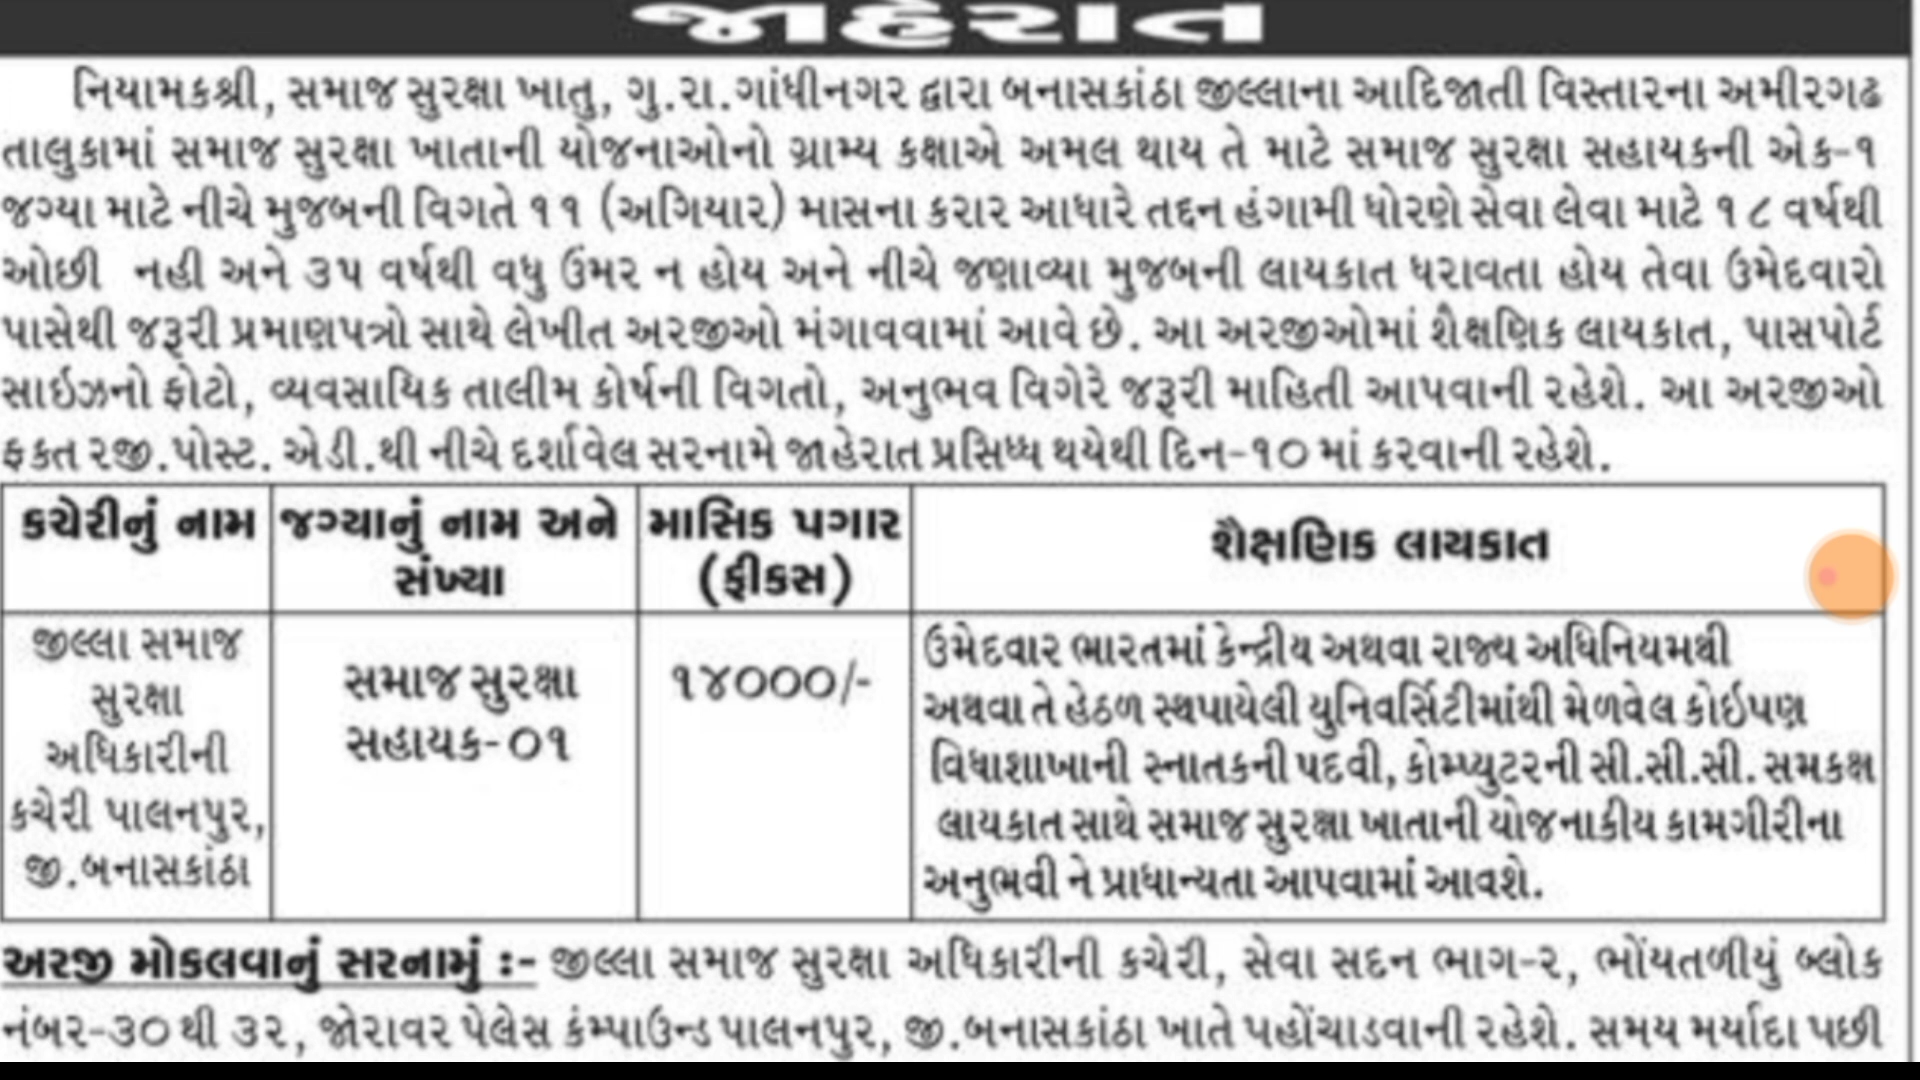 જાહેરાત
નિયામકશ્રી, સમાજ સુરક્ષા ખાતુ, ગુ.રા.ગાંધીનગર દ્વારા બનાસકાંઠા જીલ્લાના આદિજાતી વિસ્તારના અમીરગઢ
તાલુકામાં સમાજ સુરક્ષા ખાતાની યોજનાઓનો ગ્રામ્ય કક્ષાએ અમલ થાય તે માટે સમાજ સુરક્ષા સહાયકની એક-૧
જગ્યા માટે નીચે મુજબની વિગતે ૧૧ (અગિયાર) માસના કરાર આધારે તદ્દન હંગામી ધોરણે સેવા લેવા માટે ૧૮ વર્ષથી
ઓછી નહી અને ૩૫ વર્ષથી વધુ ઉંમર ન હોય અને નીચે જણાવ્યા મુજબની લાયકાત ધરાવતા હોય તેવા ઉમેદવારો
પાસેથી જરૂરી પ્રમાણપત્રો સાથે લેખીત અરજીઓ મંગાવવામાં આવે છે. આ અરજીઓમાં શૈક્ષણિક લાયકાત, પાસપોર્ટ
સાઇઝનો ફોટો, વ્યવસાયિક તાલીમ કોર્ષની વિગતો, અનુભવ વિગેરે જરૂરી માહિતી આપવાની રહેશે. આ અરજીઓ
ફકત રજી.પોસ્ટ. એડી.થી નીચે દર્શાવેલ સરનામે જાહેરાત પ્રસિધ્ધ થયેથી દિન-૧૦ માં કરવાની રહેશે.
કચેરીનું નામ
જગ્યાનું નામ અને
સંખ્યા
માસિક પગાર
(ફીકસ)
શૈક્ષણિક લાયકાત
જીલ્લા સમાજ
સુરક્ષા
અધિકારીની
કચેરી પાલનપુર,
જી.બનાસકાંઠા
સમાજ સુરક્ષા
સહાયક-૦૧
૧૪૦૦૦/-
ઉમેદવાર ભારતમાં કેન્દ્રીય અથવા રાજ્ય અધિનિયમથી
અથવા તે હેઠળ સ્થપાયેલી યુનિવર્સિટીમાંથી મેળવેલ કોઇપણ
વિધાશાખાની સ્નાતકની પદવી, કોમ્પ્યુટરની સી.સી.સી. સમકક્ષ
લાયકાત સાથે સમાજ સુરક્ષા ખાતાની યોજનાકીય કામગીરીના
અનુભવી ને પ્રાધાન્યતા આપવામાં આવશે.
અરજી મોકલવાનું સરનામું :- જીલ્લા સમાજ સુરક્ષા અધિકારીની કચેરી, સેવા સદન ભાગ-૨, ભોંયતળીયું બ્લોક
નંબર-૩૦ થી ૩૨, જોરાવર પેલેસ કંમ્પાઉન્ડ પાલનપુર, જી.બનાસકાંઠા ખાતે પહોંચાડવાની રહેશે. સમય મર્યાદા પછી